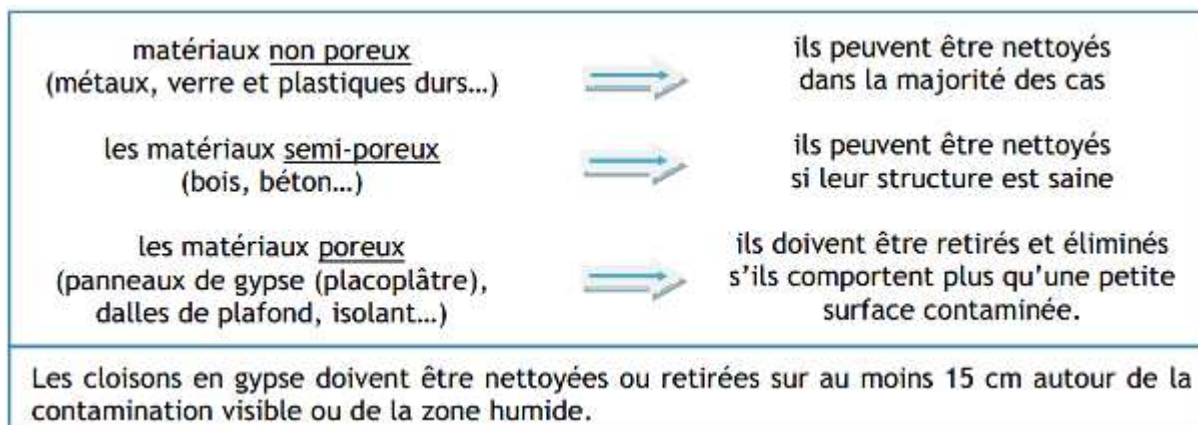 matériaux non poreux
(métaux, verre et plastiques durs…)
ils peuvent être nettoyés
dans la majorité des cas
les matériaux semi-poreux
(bois, béton…)
ils peuvent être nettoyés
si leur structure est saine
les matériaux poreux
(panneaux de gypse (placoplâtre),
dalles de plafond, isolant…)
ils doivent être retirés et éliminés
s’ils comportent plus qu’une petite
surface contaminée.
Les cloisons en gypse doivent être nettoyées ou retirées sur au moins 15 cm autour de la
contamination visible ou de la zone humide.